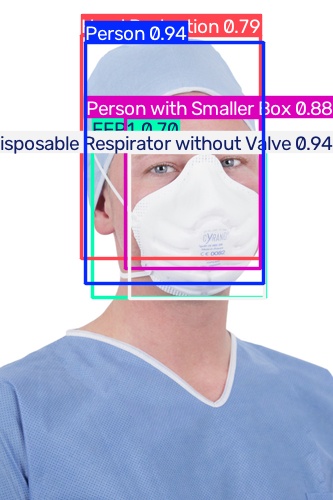 0.79
Person 0.94
Person with Smaller Box 0.88
FFP1 0.70
isposable Respirator without Valve 0.94